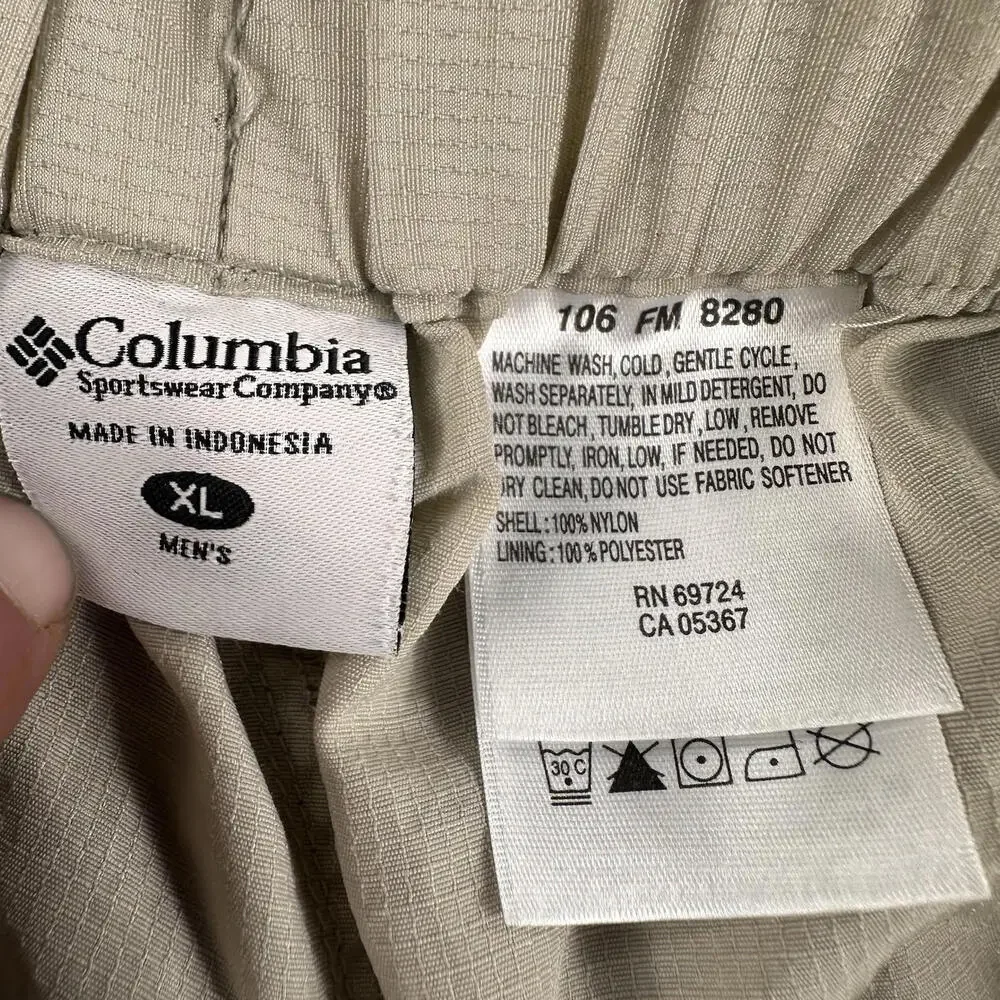 Columbia
Sportswear Company®
MADE IN INDONESIA
XL
MEN'S
106 FM 8280
MACHINE WASH, COLD, GENTLE CYCLE,
WASH SEPARATELY, IN MILD DETERGENT, DO
NOT BLEACH, TUMBLE DRY, LOW, REMOVE
PROMPTLY, IRON, LOW, IF NEEDED, DO NOT
DRY CLEAN, DO NOT USE FABRIC SOFTENER
SHELL: 100% NYLON
LINING: 100% POLYESTER
RN 69724
CA 05367
30 C